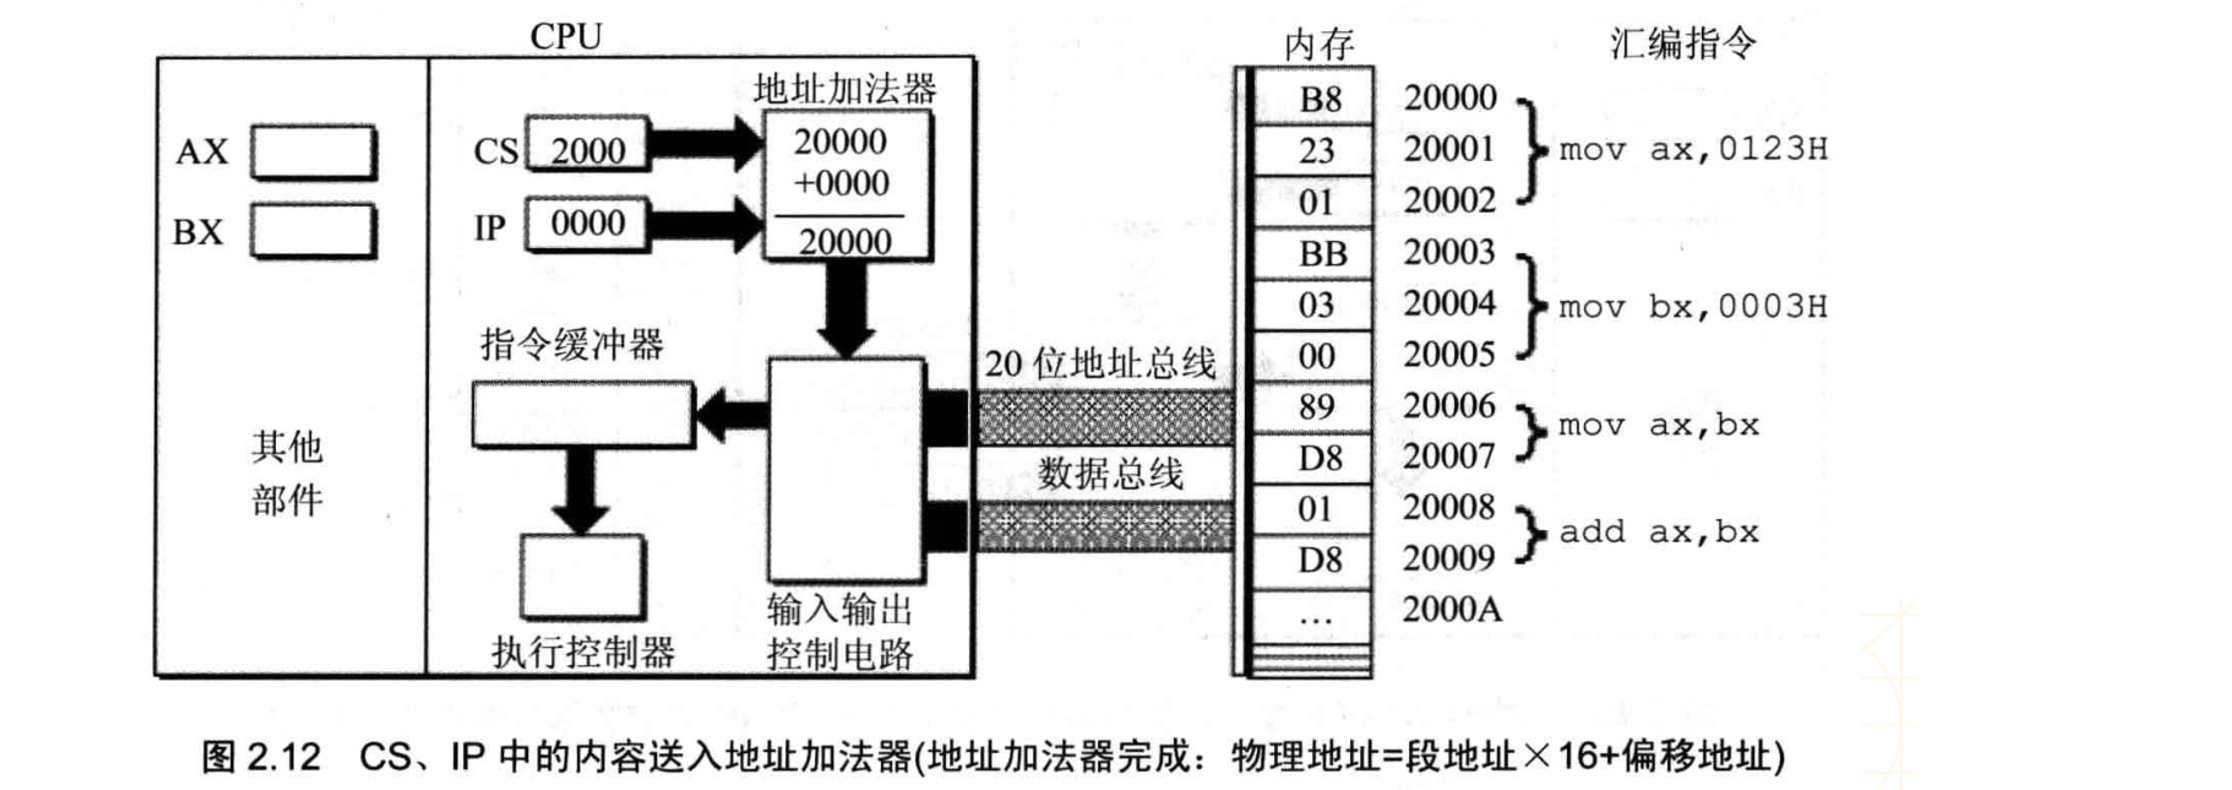 CPU
内存
汇编指令
地址加法器
AX
BX
CS 2000
IP 0000
20000
+0000
20000
指令缓冲器
其他
部件
执行控制器
输入输出
控制电路
20 位地址总线
数据总线
B8 20000
23 20001 mov ax,0123H
01 20002
BB 20003
03 20004 mov bx,0003H
00 20005
89 20006 mov ax,bx
D8 20007
01 20008 add ax,bx
D8 20009
… 2000A
图 2.12 CS、IP 中的内容送入地址加法器(地址加法器完成：物理地址=段地址×16+偏移地址)